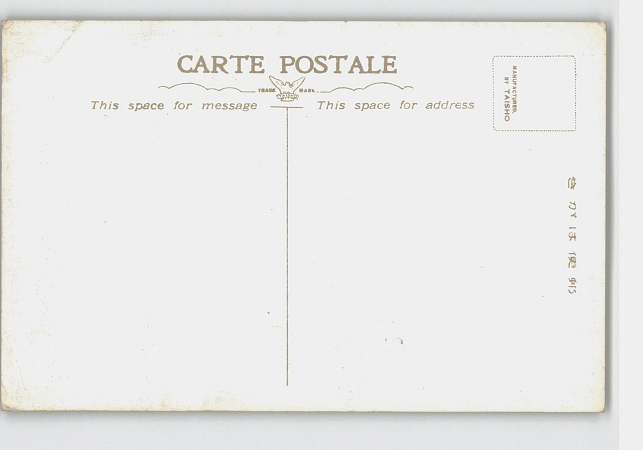 CARTE POSTALE
TRADE MARK
This space for message
This space for address
MANUFACTURED.
BY TAISHO
きかは便郵